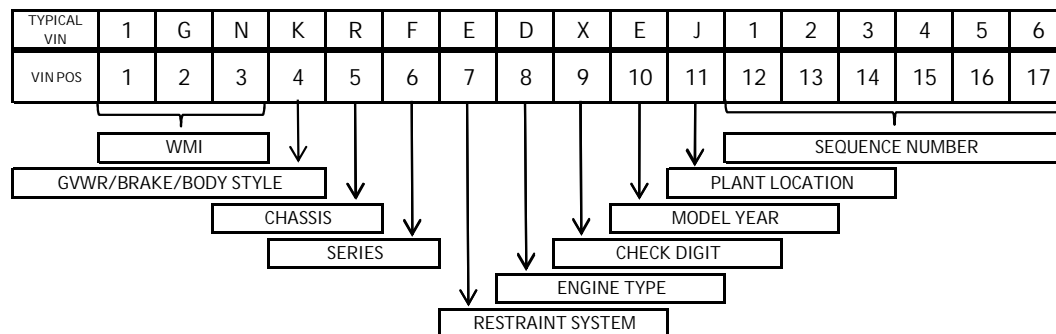 TYPICAL VIN 1 G N K R F E D X E J 1 2 3 4 5 6
VIN POS 1 2 3 4 5 6 7 8 9 10 11 12 13 14 15 16 17
WMI SEQUENCE NUMBER
GVWR/BRAKE/BODY STYLE PLANT LOCATION
CHASSIS MODEL YEAR
SERIES CHECK DIGIT
ENGINE TYPE
RESTRAINT SYSTEM